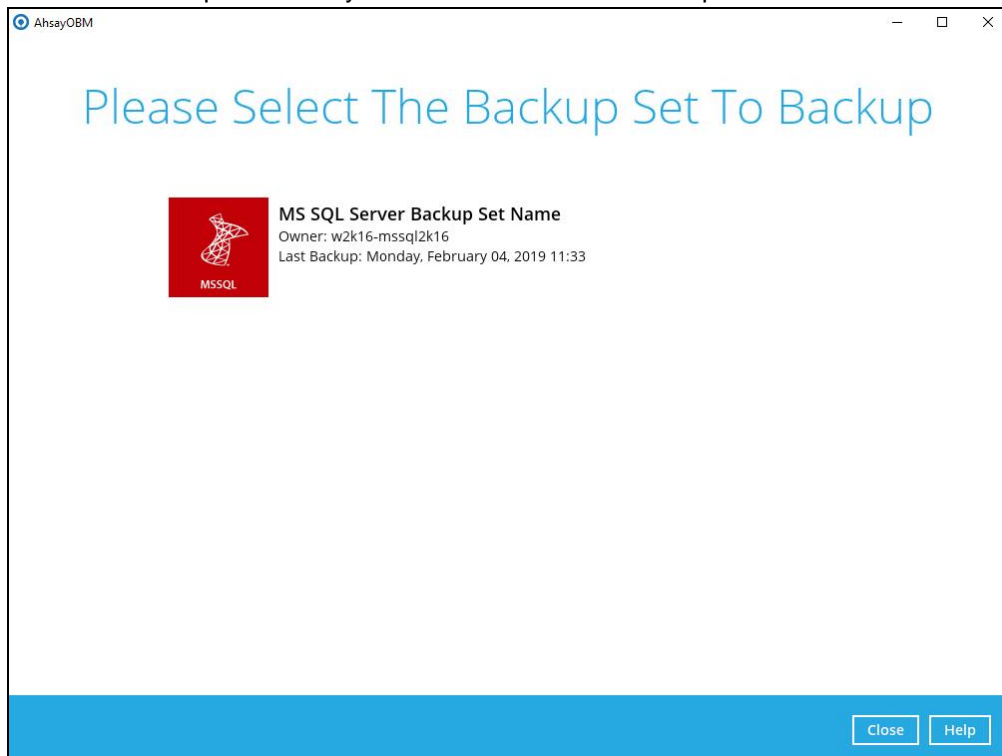 AhsayOBM
Please Select The Backup Set To Backup
MS SQL Server Backup Set Name
Owner: w2k16-mssql2k16
Last Backup: Monday, February 04, 2019 11:33
MSSQL
Close
Help